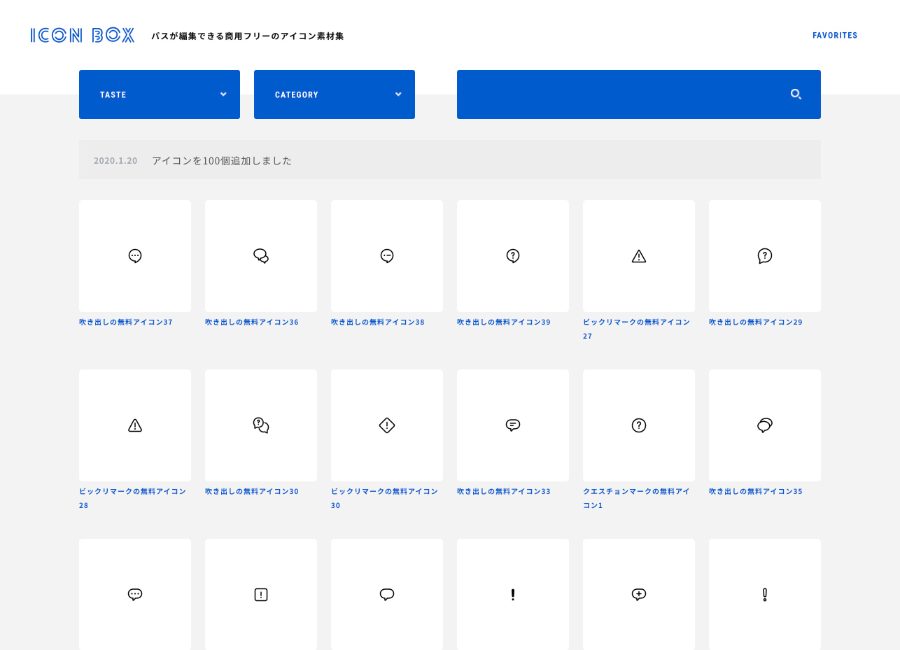 ICON BOX
パスが編集できる商用フリーのアイコン素材集
FAVORITES
TASTE
CATEGORY
2020.1.20 アイコンを100個追加しました
吹き出しの無料アイコン37
吹き出しの無料アイコン36
吹き出しの無料アイコン38
吹き出しの無料アイコン39
ビックリマークの無料アイコン
27
吹き出しの無料アイコン29
ビックリマークの無料アイコン
28
吹き出しの無料アイコン30
ビックリマークの無料アイコン
30
吹き出しの無料アイコン33
クエスチョンマークの無料アイ
コン1
吹き出しの無料アイコン35